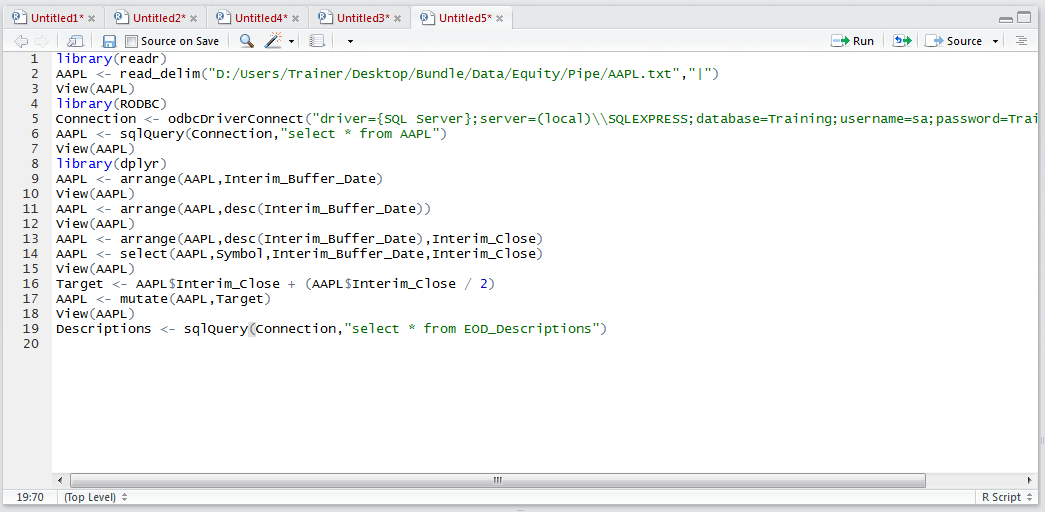 Untitled1* Untitled2* Untitled4* Untitled3* Untitled5*
Source on Save Run Source
1 library(readr)
2 AAPL <- read_delim("D:/Users/Trainer/Desktop/Bundle/Data/Equity/Pipe/AAPL.txt","|")
3 View(AAPL)
4 library(RODBC)
5 Connection <- odbcDriverConnect("driver={SQL Server};server=(local)\\SQLEXPRESS;database=Training;username=sa;password=Trai
6 AAPL <- sqlQuery(Connection,"select * from AAPL")
7 View(AAPL)
8 library(dplyr)
9 AAPL <- arrange(AAPL,Interim_Buffer_Date)
10 View(AAPL)
11 AAPL <- arrange(AAPL,desc(Interim_Buffer_Date))
12 View(AAPL)
13 AAPL <- arrange(AAPL,desc(Interim_Buffer_Date),Interim_Close)
14 AAPL <- select(AAPL,Symbol,Interim_Buffer_Date,Interim_Close)
15 View(AAPL)
16 Target <- AAPL$Interim_Close + (AAPL$Interim_Close / 2)
17 AAPL <- mutate(AAPL,Target)
18 View(AAPL)
19 Descriptions <- sqlQuery(Connection,"select * from EOD_Descriptions")
20
19:70 (Top Level) R Script